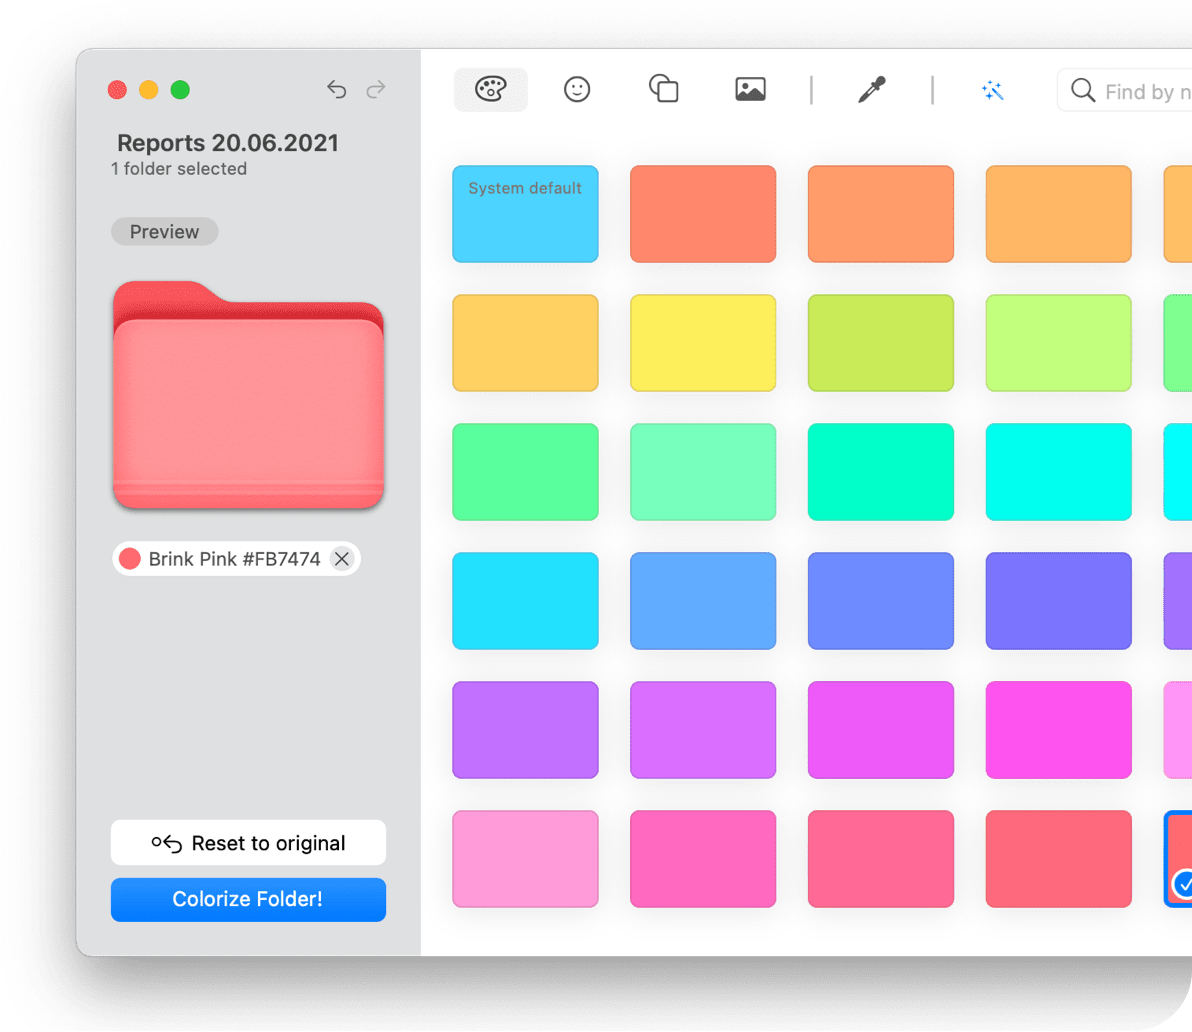 Reports 20.06.2021
1 folder selected
Preview
Brink Pink #FB7474
Reset to original
Colorize Folder!
Find by n
System default